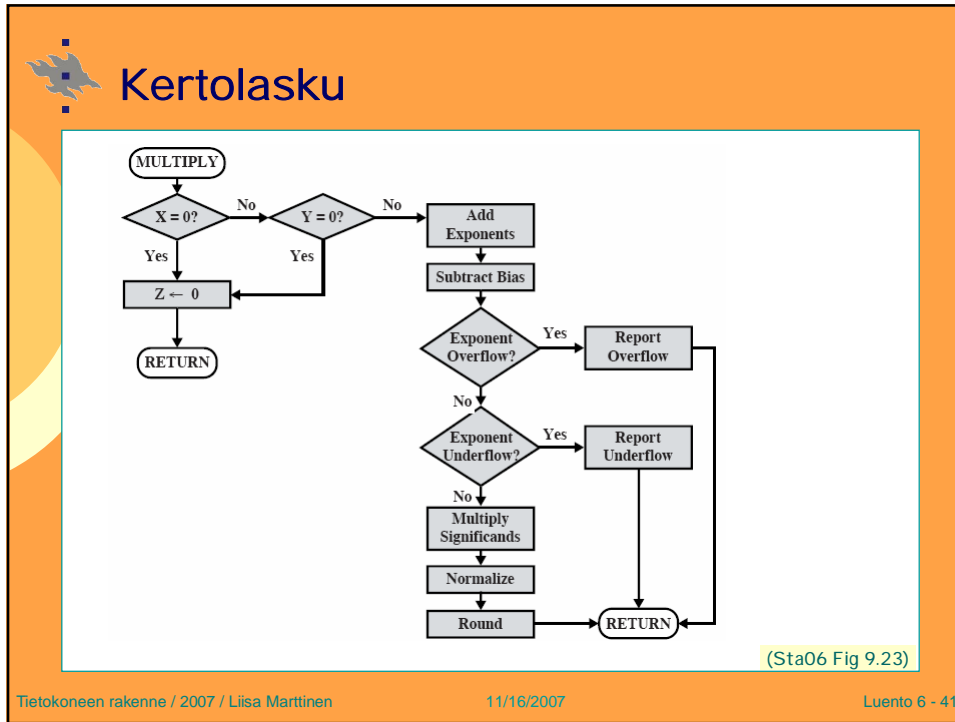 Kertolasku
MULTIPLY
X = 0?
No
Y = 0?
No
Add
Exponents
Yes
Yes
Subtract Bias
Z ← 0
RETURN
Exponent
Overflow?
Yes
Report
Overflow
No
Exponent
Underflow?
Yes
Report
Underflow
No
Multiply
Significands
Normalize
Round
RETURN
(Sta06 Fig 9.23)
Tietokoneen rakenne / 2007 / Liisa Marttinen
11/16/2007
Luento 6 - 41